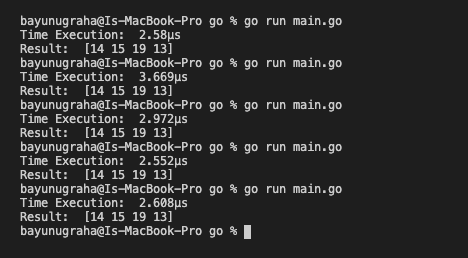 bayunugraha@Is-MacBook-Pro go % go run main.go
Time Execution:  2.58µs
Result:  [14 15 19 13]
bayunugraha@Is-MacBook-Pro go % go run main.go
Time Execution:  3.669µs
Result:  [14 15 19 13]
bayunugraha@Is-MacBook-Pro go % go run main.go
Time Execution:  2.972µs
Result:  [14 15 19 13]
bayunugraha@Is-MacBook-Pro go % go run main.go
Time Execution:  2.552µs
Result:  [14 15 19 13]
bayunugraha@Is-MacBook-Pro go % go run main.go
Time Execution:  2.608µs
Result:  [14 15 19 13]
bayunugraha@Is-MacBook-Pro go %